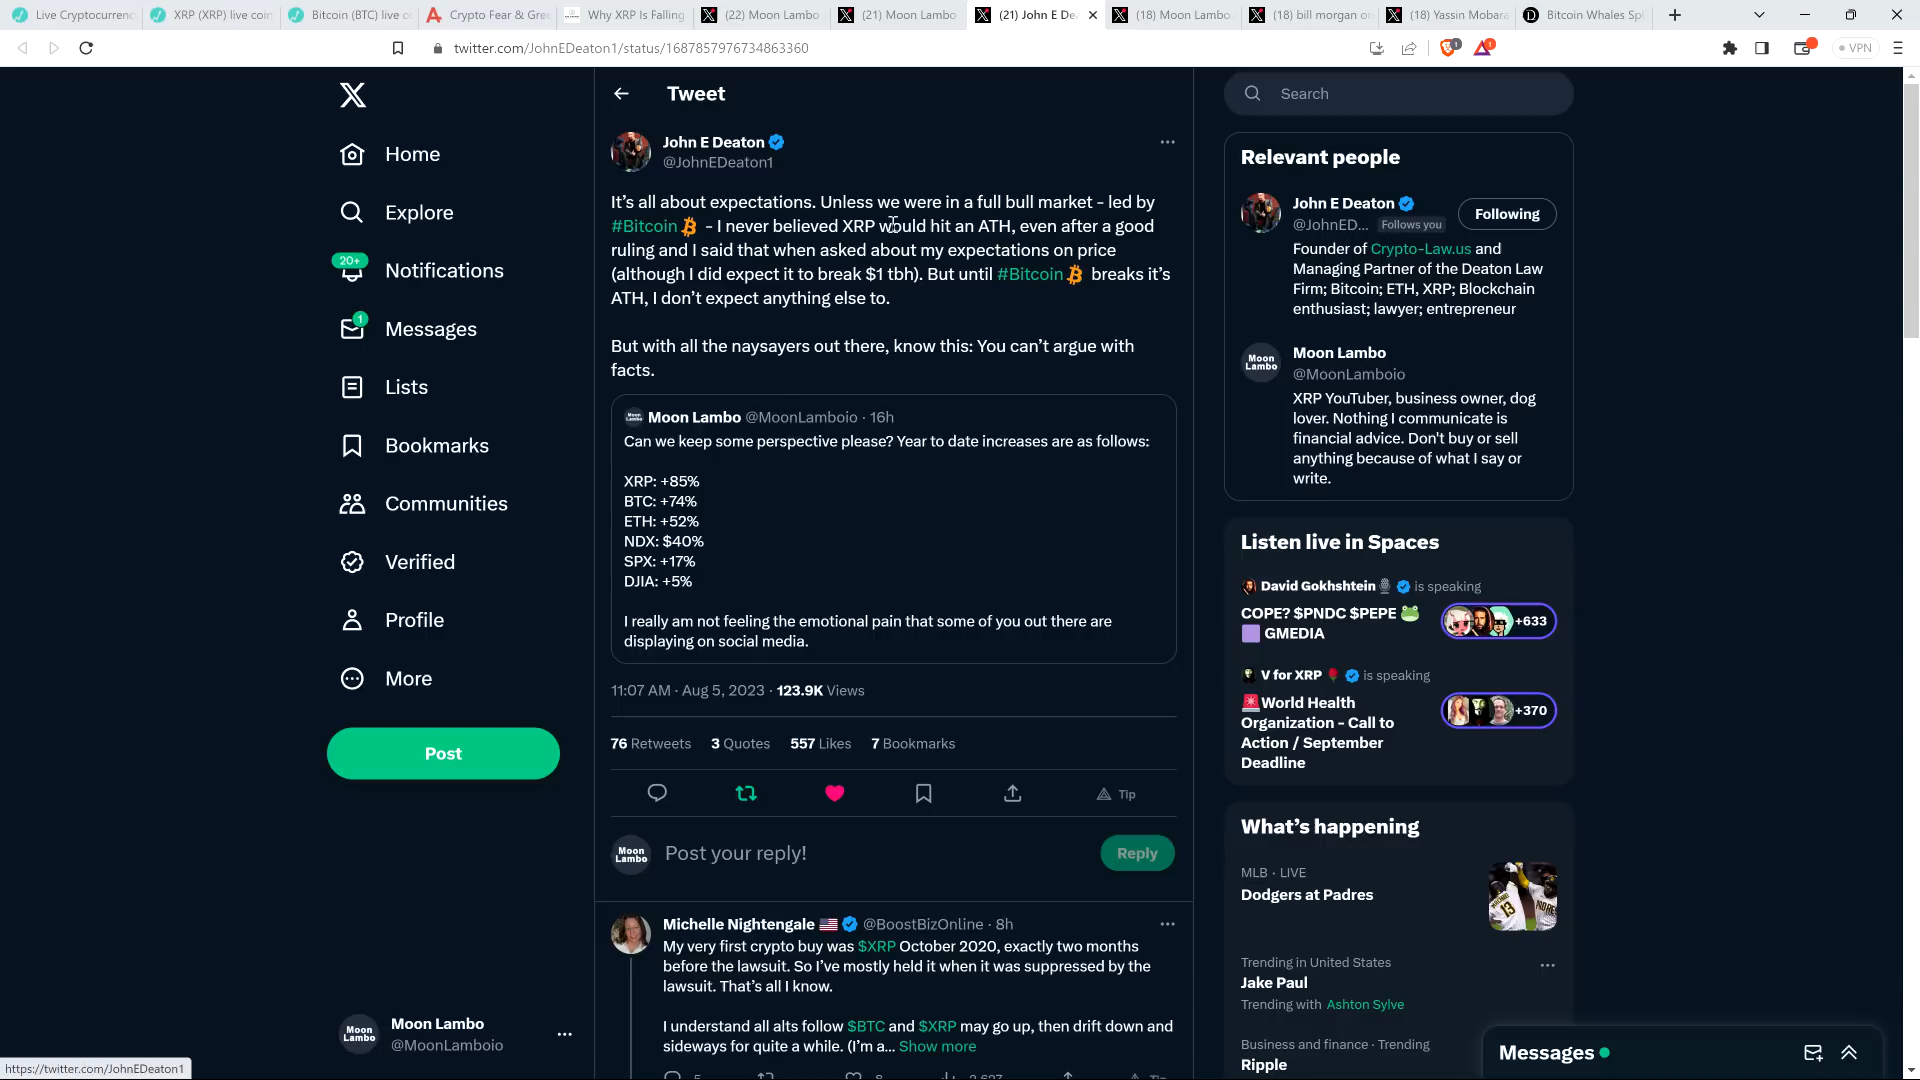 Live Cryptocurrenc
XRP (XRP) live coin
Bitcoin (BTC) live co
Crypto Fear & Gree
Why XRP Is Falling
(22) Moon Lambo
(21) Moon Lambo
(21) John E De
(18) Moon Lambo
(18) bill morgan or
(18) Yassin Mobara
Bitcoin Whales Spl
twitter.com/JohnEDeaton1/status/1687857976734863360
1
1
VPN
Home
Explore
20+
Notifications
1
Messages
Lists
Bookmarks
Communities
Verified
Profile
More
Post
Moon Lambo
Moon Lambo
@MoonLamboio
https://twitter.com/JohnEDeaton1
Tweet
John E Deaton
@JohnEDeaton1
It’s all about expectations. Unless we were in a full bull market - led by
#Bitcoin - I never believed XRP would hit an ATH, even after a good
ruling and I said that when asked about my expectations on price
(although I did expect it to break $1 tbh). But until #Bitcoin breaks it’s
ATH, I don’t expect anything else to.
But with all the naysayers out there, know this: You can’t argue with
facts.
Moon Lambo @MoonLamboio · 16h
Can we keep some perspective please? Year to date increases are as follows:
XRP: +85%
BTC: +74%
ETH: +52%
NDX: $40%
SPX: +17%
DJIA: +5%
I really am not feeling the emotional pain that some of you out there are
displaying on social media.
11:07 AM · Aug 5, 2023 · 123.9K Views
76 Retweets 3 Quotes 557 Likes 7 Bookmarks
Tip
Moon Lambo
Post your reply!
Reply
Michelle Nightengale @BoostBizOnline · 8h
My very first crypto buy was $XRP October 2020, exactly two months
before the lawsuit. So I’ve mostly held it when it was suppressed by the
lawsuit. That’s all I know.
I understand all alts follow $BTC and $XRP may go up, then drift down and
sideways for quite a while. (I’m a... Show more
Search
Relevant people
John E Deaton
@JohnED... Follows you
Following
Founder of Crypto-Law.us and
Managing Partner of the Deaton Law
Firm; Bitcoin; ETH, XRP; Blockchain
enthusiast; lawyer; entrepreneur
Moon Lambo
Moon Lambo
@MoonLamboio
XRP YouTuber, business owner, dog
lover. Nothing I communicate is
financial advice. Don't buy or sell
anything because of what I say or
write.
Listen live in Spaces
David Gokhshtein is speaking
COPE? $PNDC $PEPE
GMEDIA
+633
V for XRP is speaking
World Health
Organization - Call to
Action / September
Deadline
+370
What’s happening
MLB · LIVE
Dodgers at Padres
Trending in United States
Jake Paul
Trending with Ashton Sylve
Business and finance · Trending
Ripple
Messages